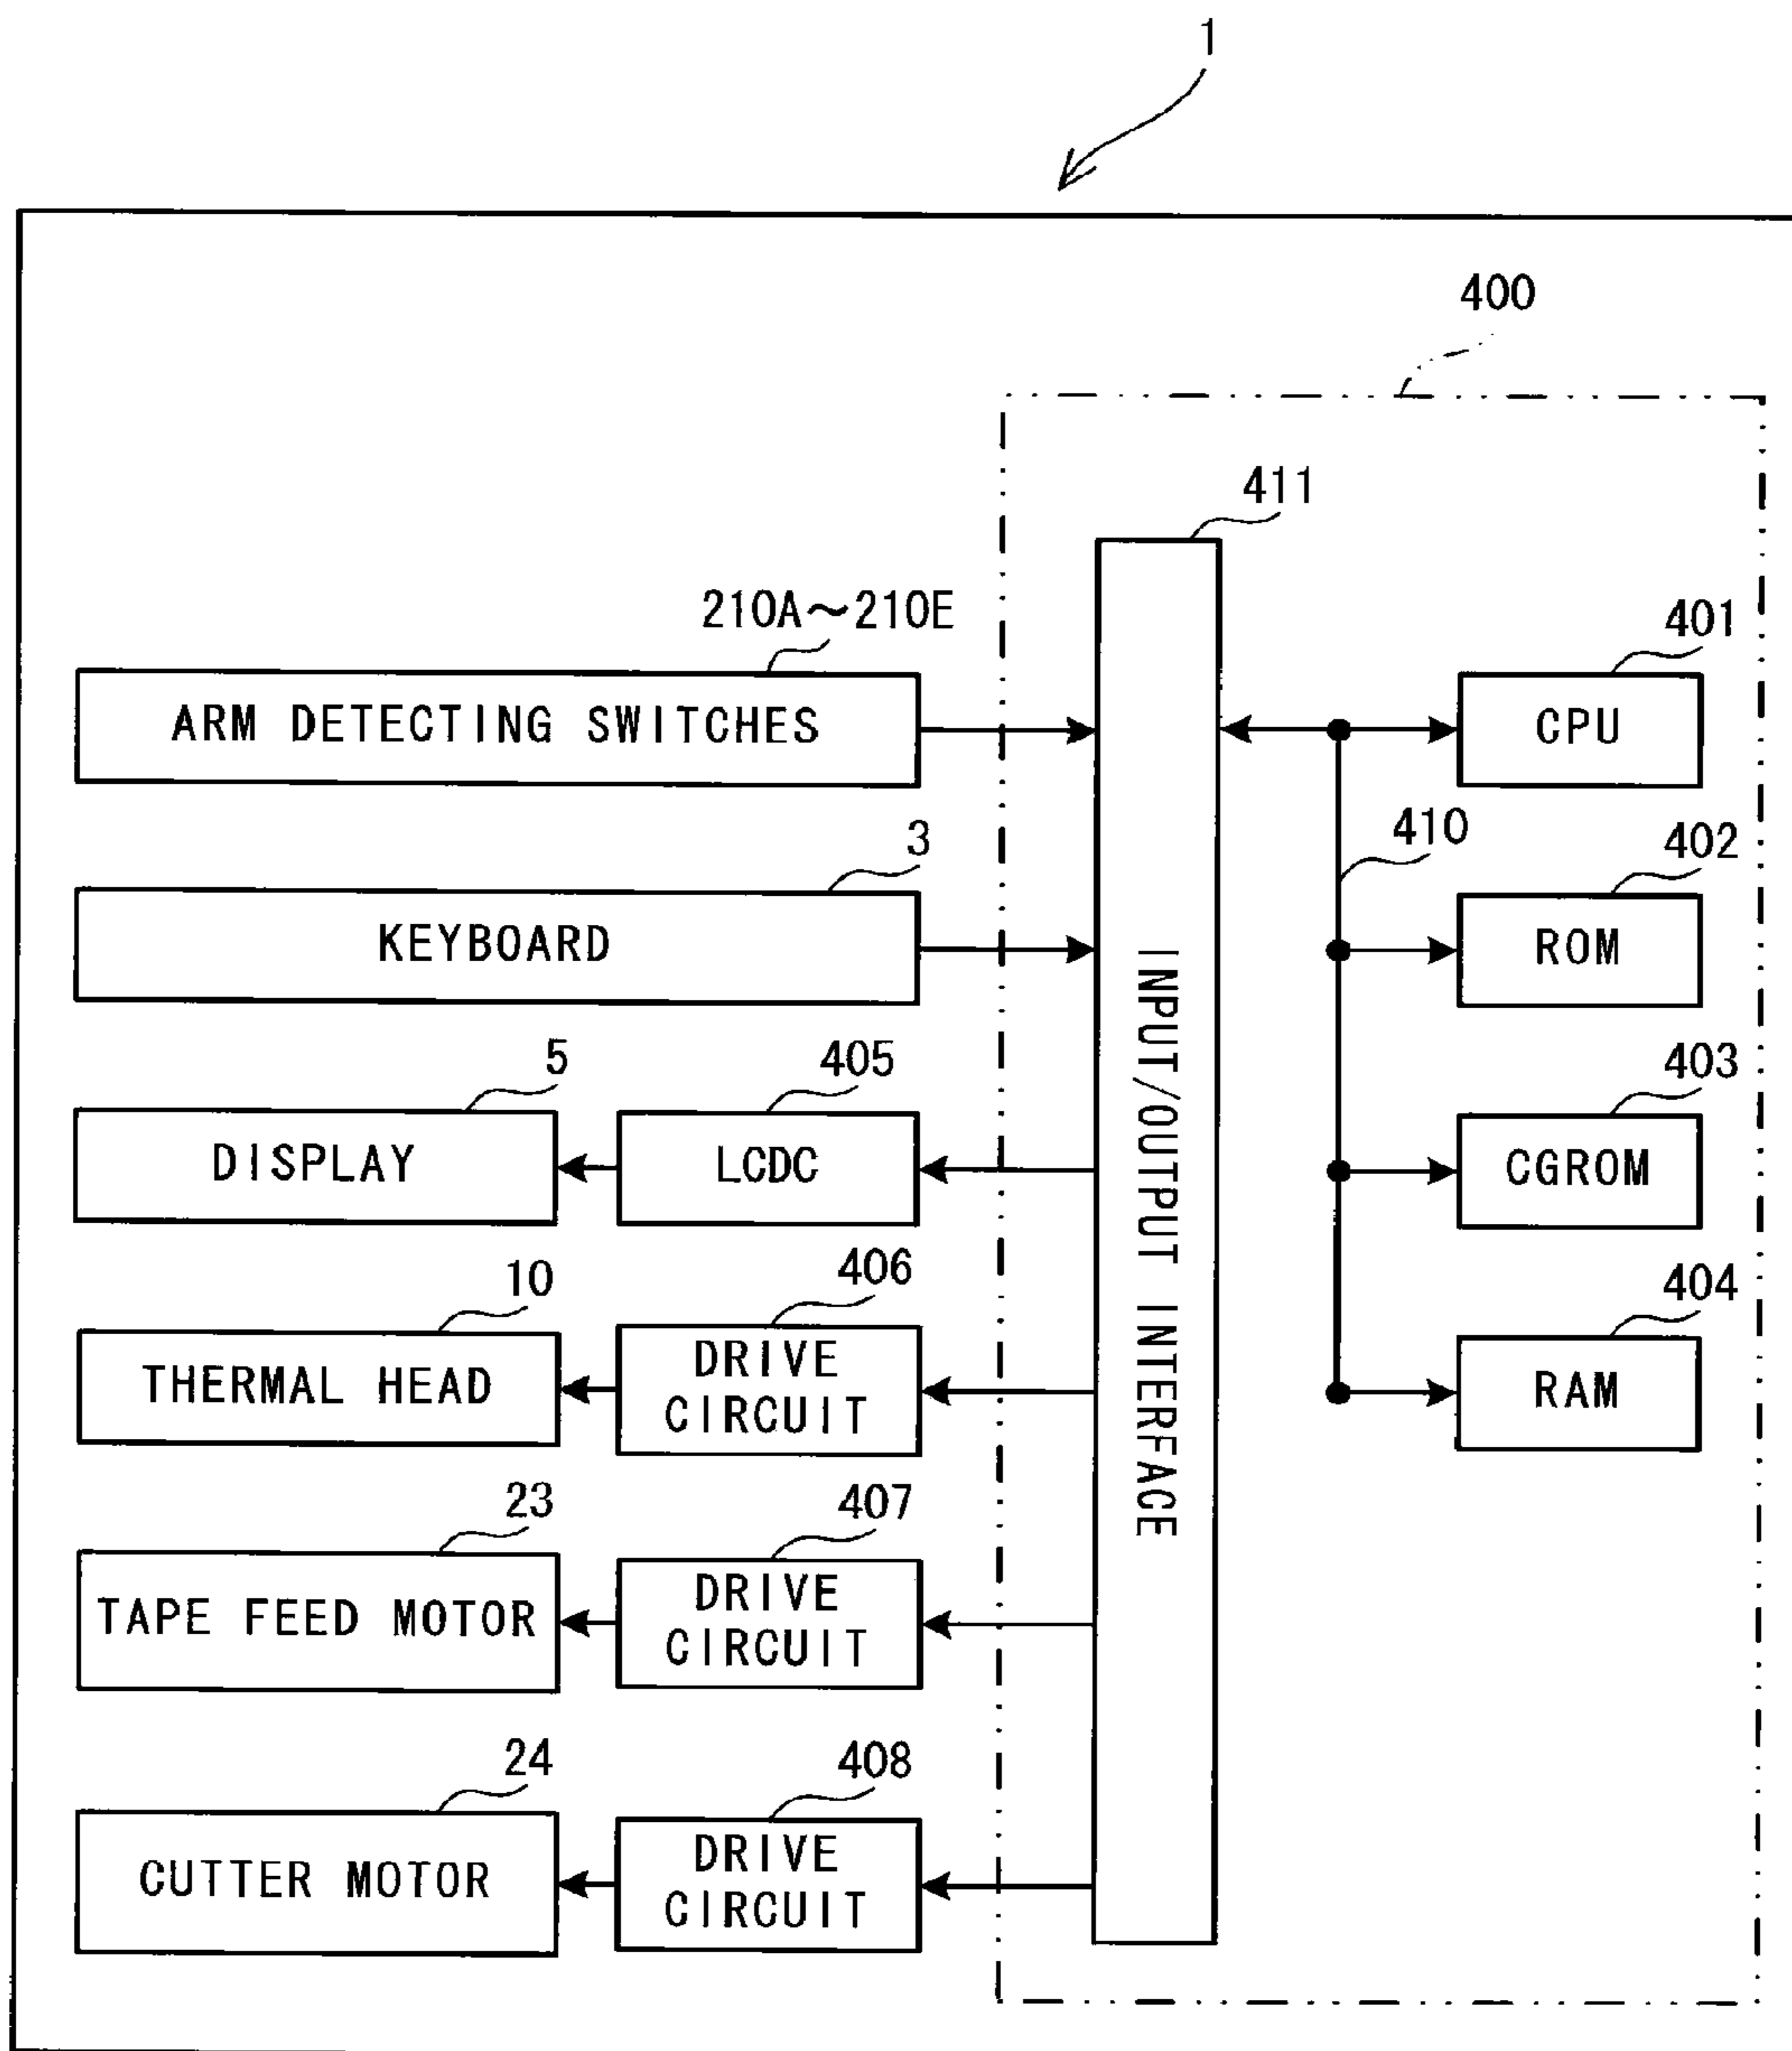 1
400
411
210A～210E
ARM DETECTING SWITCHES
401
CPU
3
KEYBOARD
410
402
ROM
5
DISPLAY
405
LCDC
INPUT/OUTPUT INTERFACE
403
CGROM
10
THERMAL HEAD
406
DRIVE
CIRCUIT
404
RAM
23
TAPE FEED MOTOR
407
DRIVE
CIRCUIT
24
CUTTER MOTOR
408
DRIVE
CIRCUIT